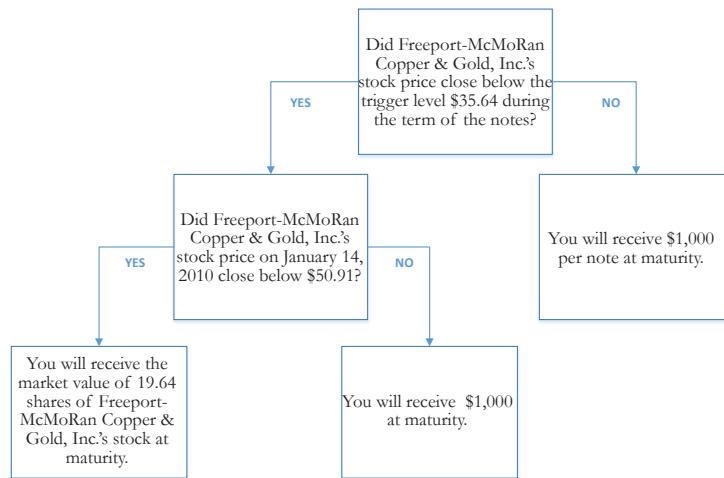 Did Freeport-McMoRan
Copper & Gold, Inc.'s
stock price close below the
trigger level $35.64 during
the term of the notes?
YES
NO
Did Freeport-McMoRan
Copper & Gold, Inc.'s
stock price on January 14,
2010 close below $50.91?
You will receive $1,000
per note at maturity.
YES
NO
You will receive the
market value of 19.64
shares of Freeport-
McMoRan Copper &
Gold, Inc.'s stock at
maturity.
You will receive $1,000
at maturity.